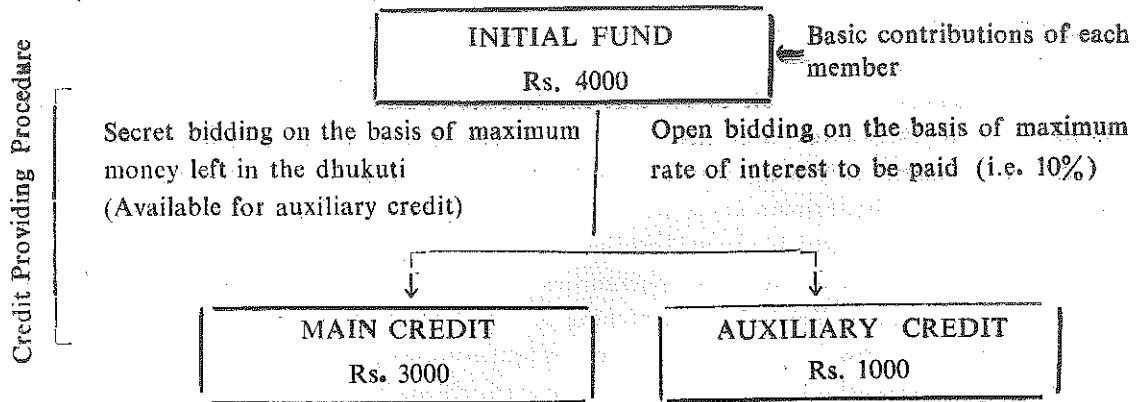 INITIAL FUND
Rs. 4000
Basic contributions of each
member
Credit Providing Procedure
Secret bidding on the basis of maximum
money left in the dhukuti
(Available for auxiliary credit)
Open bidding on the basis of maximum
rate of interest to be paid (i.e. 10%)
MAIN CREDIT
Rs. 3000
AUXILIARY CREDIT
Rs. 1000